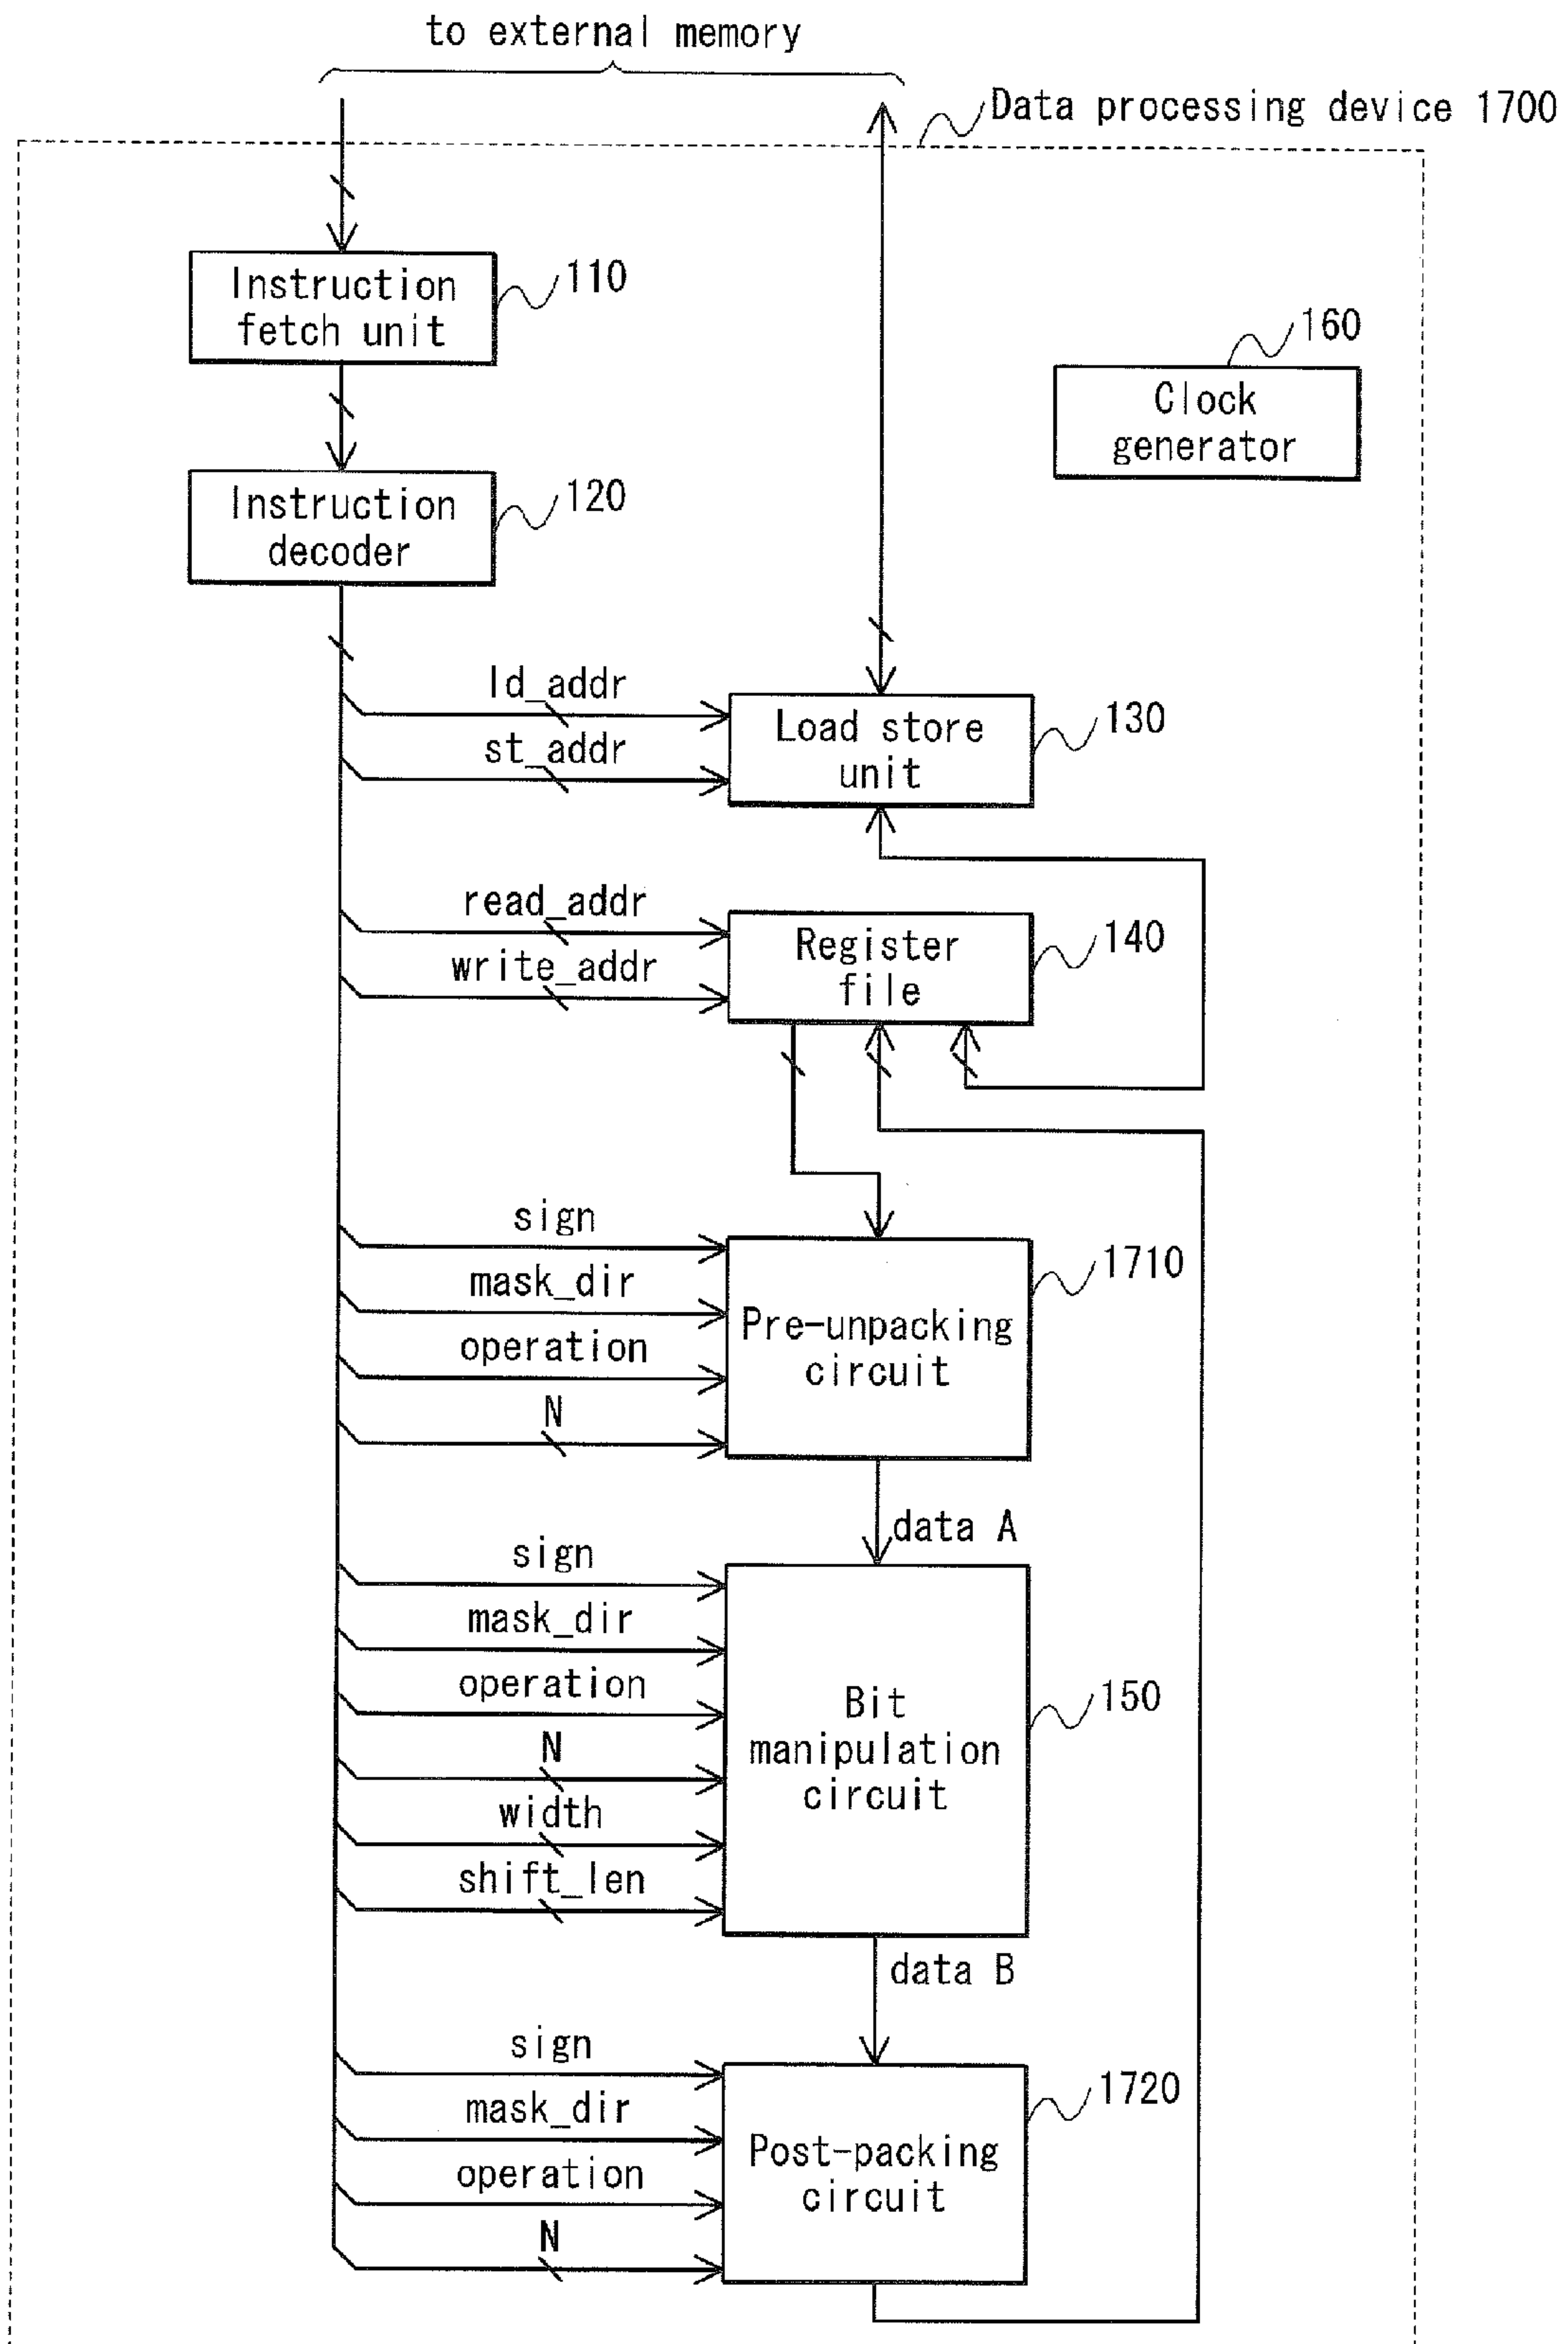 to external memory
Data processing device 1700
Instruction
fetch unit
110
160
Clock
generator
Instruction
decoder
120
ld_addr
st_addr
Load store
unit
130
read_addr
write_addr
Register
file
140
sign
mask_dir
operation
N
Pre-unpacking
circuit
1710
data A
sign
mask_dir
operation
N
width
shift_len
Bit
manipulation
circuit
150
data B
sign
mask_dir
operation
N
Post-packing
circuit
1720